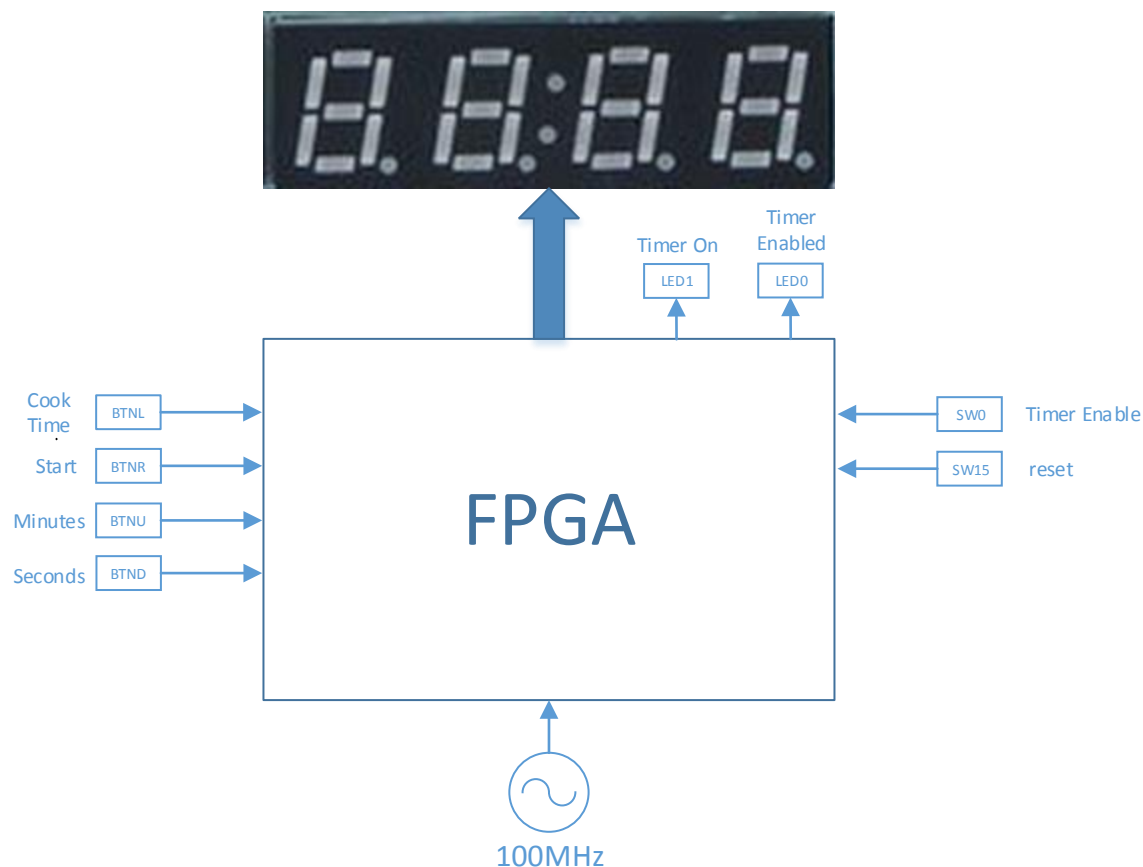 Timer
Enabled
Timer On
LED1
LED0
Cook
Time
BTNL
Start
BTNR
Minutes
BTNU
Seconds
BTND
FPGA
SW0
Timer Enable
SW15
reset
100MHz